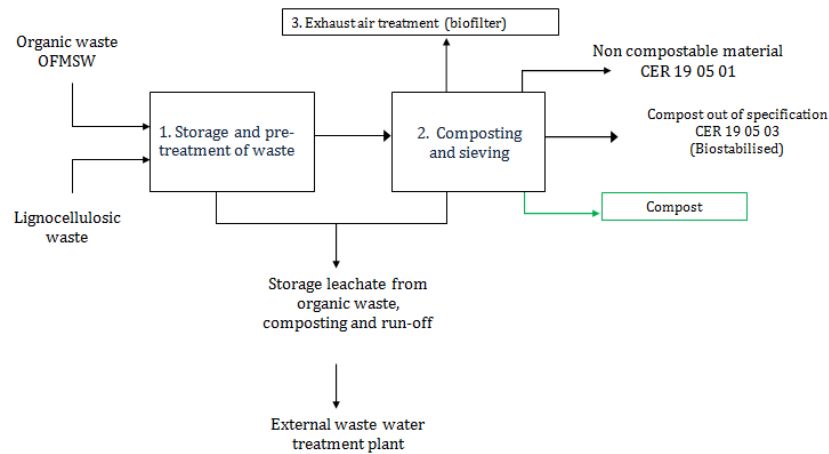 3. Exhaust air treatment (biofilter)
Organic waste
OFMSW
Non compostable material
CER 19 05 01
1. Storage and pre-
treatment of waste
2. Composting
and sieving
Compost out of specification
CER 19 05 03
(Biostabilised)
Lignocellulosic
waste
Compost
Storage leachate from
organic waste,
composting and run-off
External waste water
treatment plant